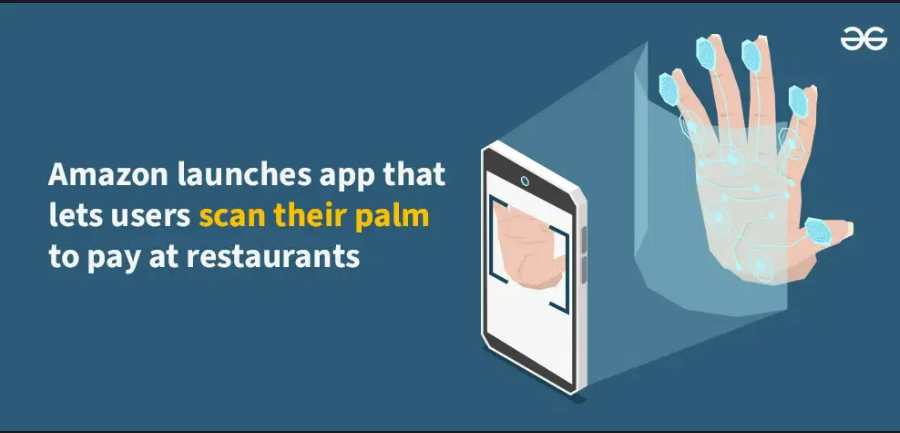 Amazon launches app that
lets users scan their palm
to pay at restaurants